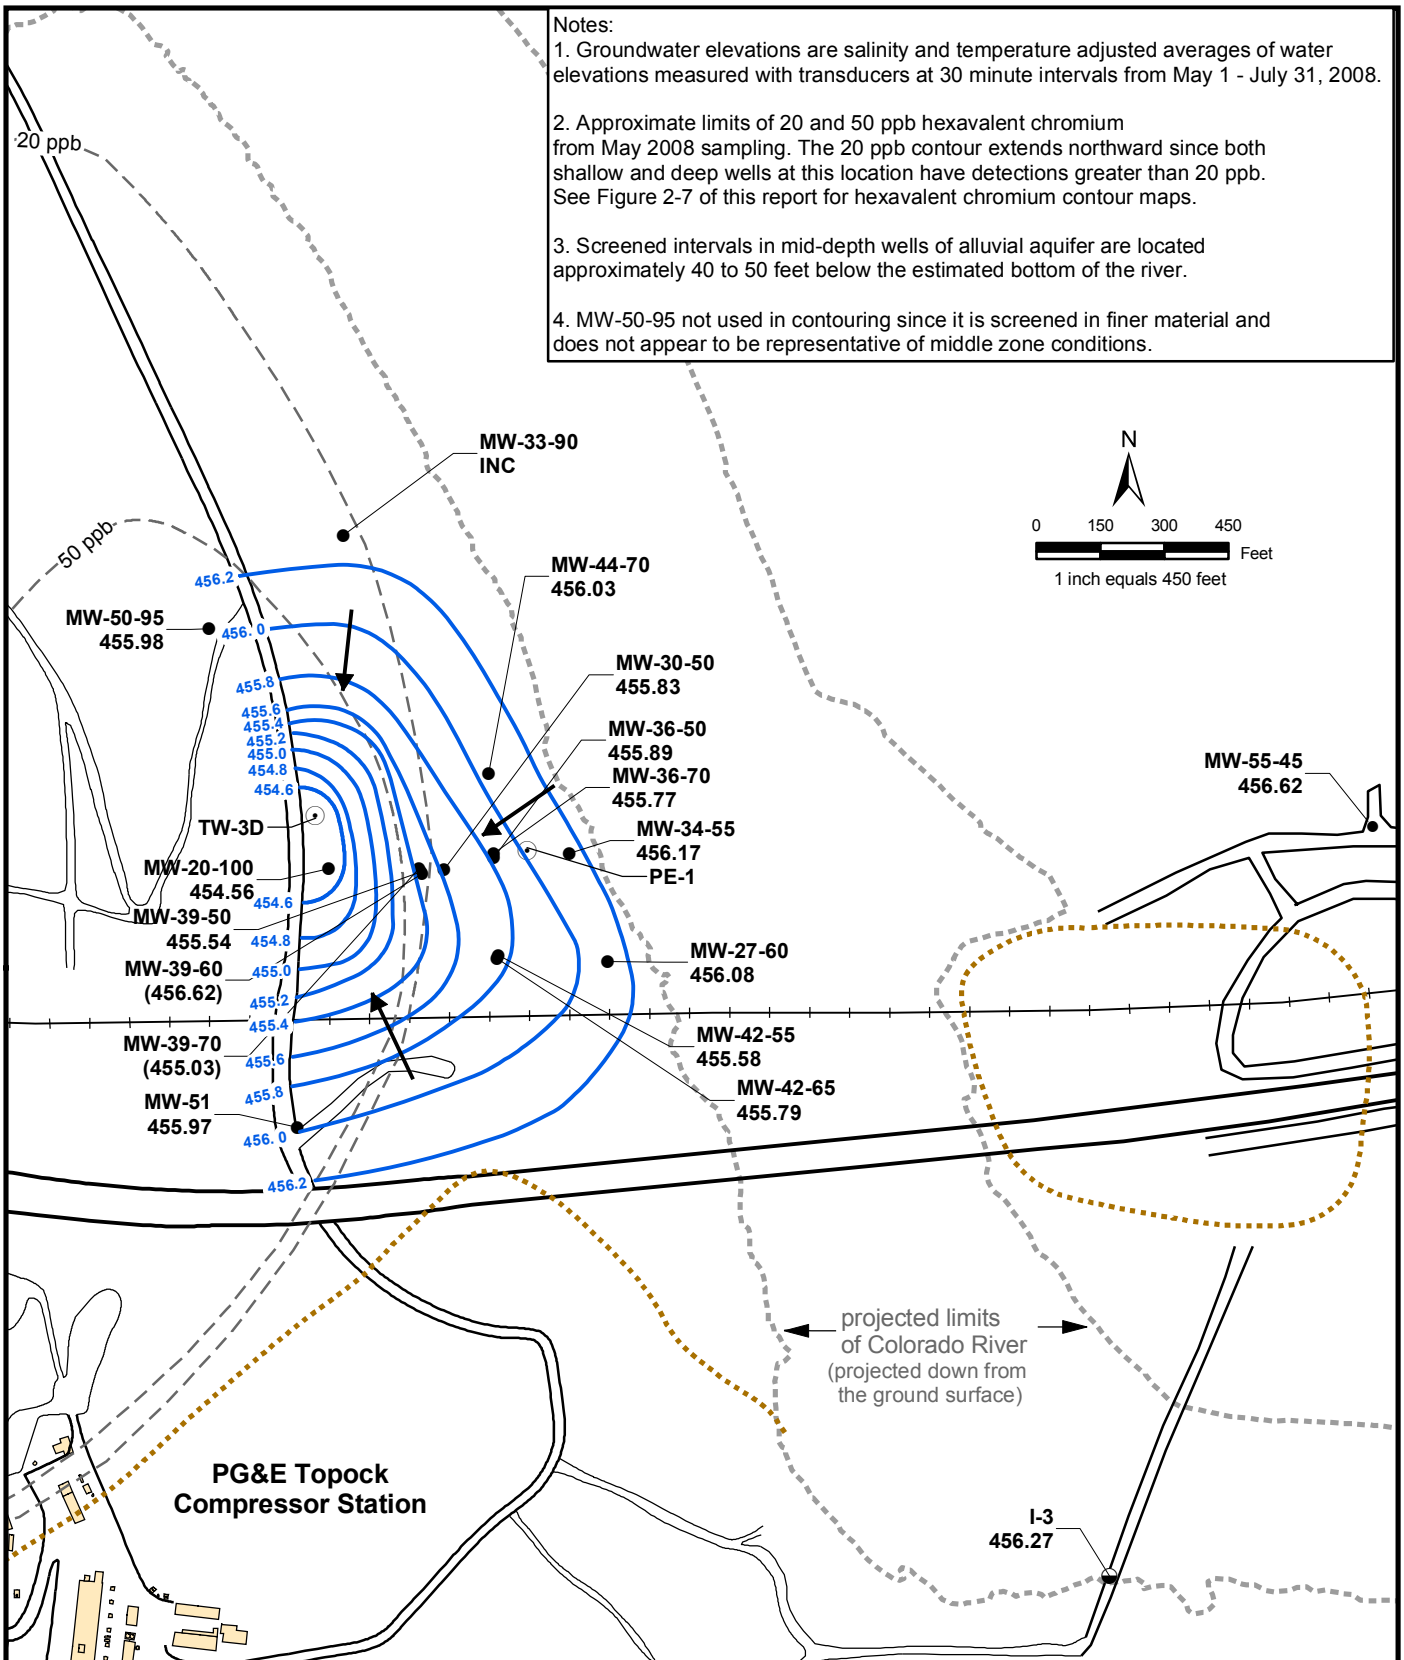 Notes:
1. Groundwater elevations are salinity and temperature adjusted averages of water
elevations measured with transducers at 30 minute intervals from May 1 - July 31, 2008.
2. Approximate limits of 20 and 50 ppb hexavalent chromium
from May 2008 sampling. The 20 ppb contour extends northward since both
shallow and deep wells at this location have detections greater than 20 ppb.
See Figure 2-7 of this report for hexavalent chromium contour maps.
3. Screened intervals in mid-depth wells of alluvial aquifer are located
approximately 40 to 50 feet below the estimated bottom of the river.
4. MW-50-95 not used in contouring since it is screened in finer material and
does not appear to be representative of middle zone conditions.
20 ppb
N
0 150 300 450
Feet
1 inch equals 450 feet
MW-33-90
INC
50 ppb
456.2
MW-44-70
456.03
MW-50-95
455.98
456.0
MW-30-50
455.83
455.8
455.6
455.4
455.2
455.0
454.8
454.6
MW-36-50
455.89
MW-36-70
455.77
MW-55-45
456.62
TW-3D
MW-34-55
456.17
PE-1
MW-20-100
454.56
454.6
MW-39-50
455.54
454.8
MW-27-60
456.08
MW-39-60
(456.62)
455.0
455.2
455.4
MW-39-70
(455.03)
455.6
MW-42-55
455.58
455.8
MW-42-65
455.79
MW-51
455.97
456.0
456.2
projected limits
of Colorado River
(projected down from
the ground surface)
PG&E Topock
Compressor Station
I-3
456.27